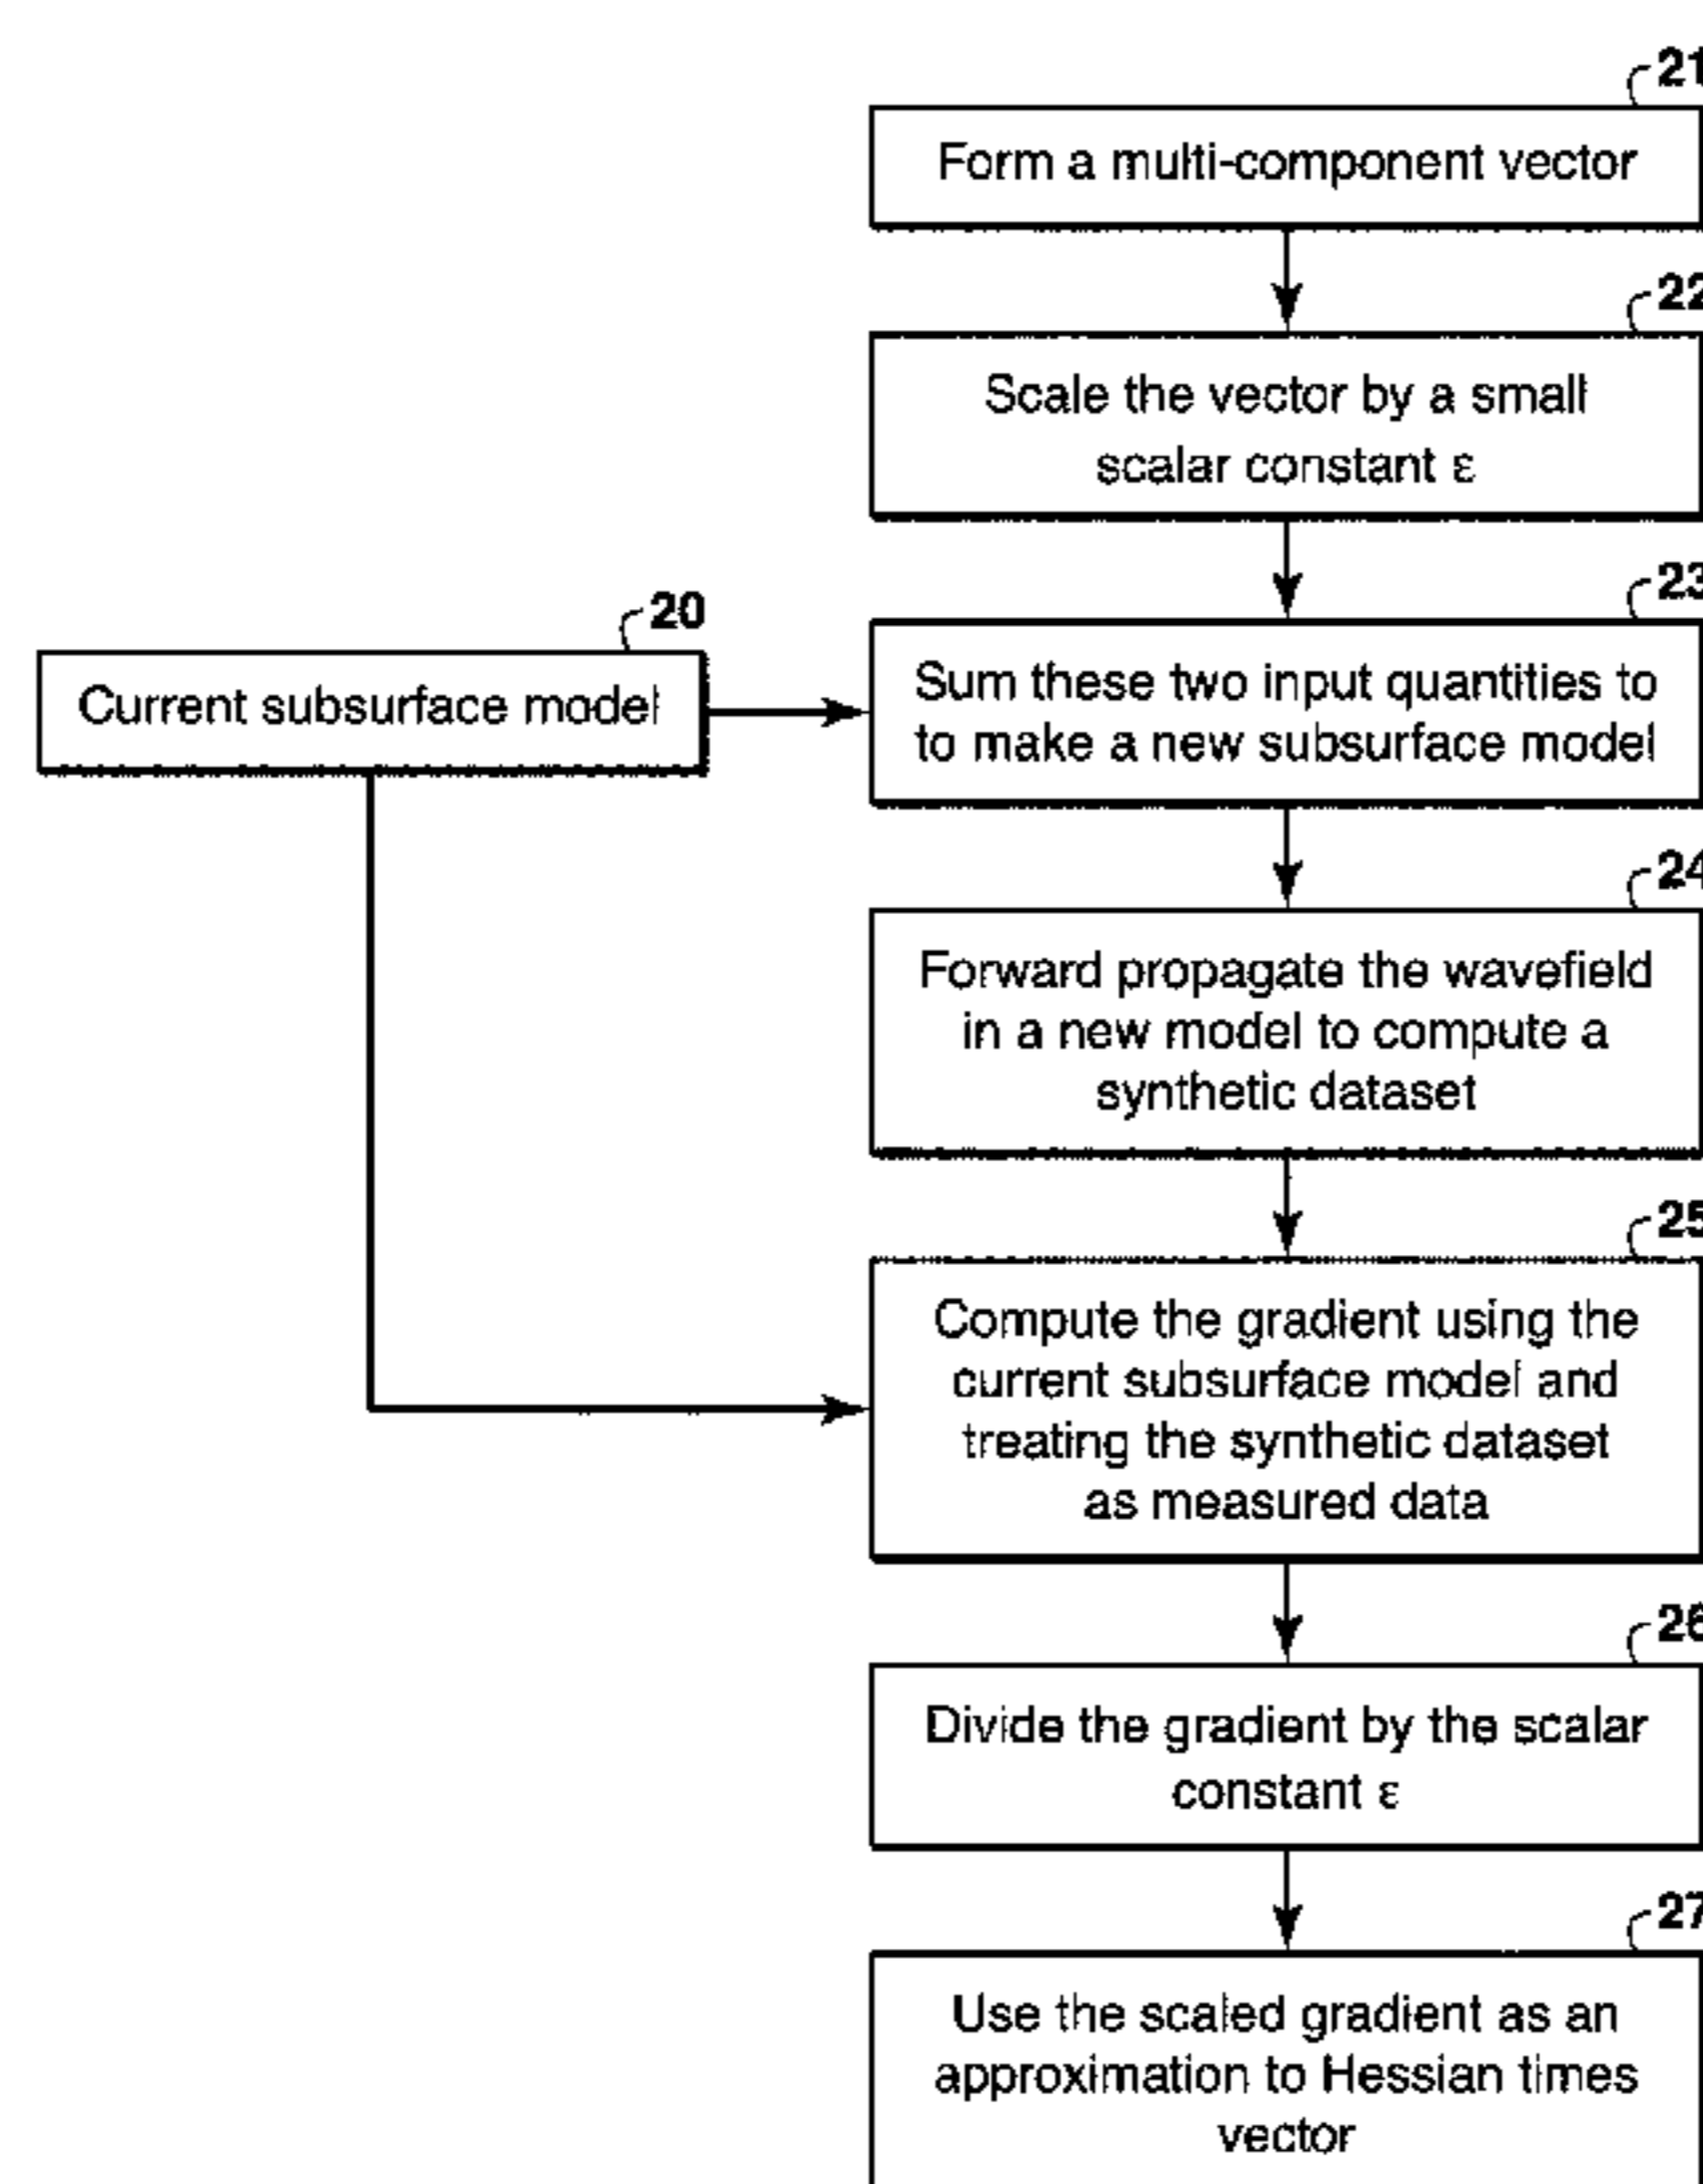 21
Form a multi-component vector
22
Scale the vector by a small
scalar constant ε
23
Sum these two input quantities to
to make a new subsurface model
20
Current subsurface model
24
Forward propagate the wavefield
in a new model to compute a
synthetic dataset
25
Compute the gradient using the
current subsurface model and
treating the synthetic dataset
as measured data
26
Divide the gradient by the scalar
constant ε
27
Use the scaled gradient as an
approximation to Hessian times
vector